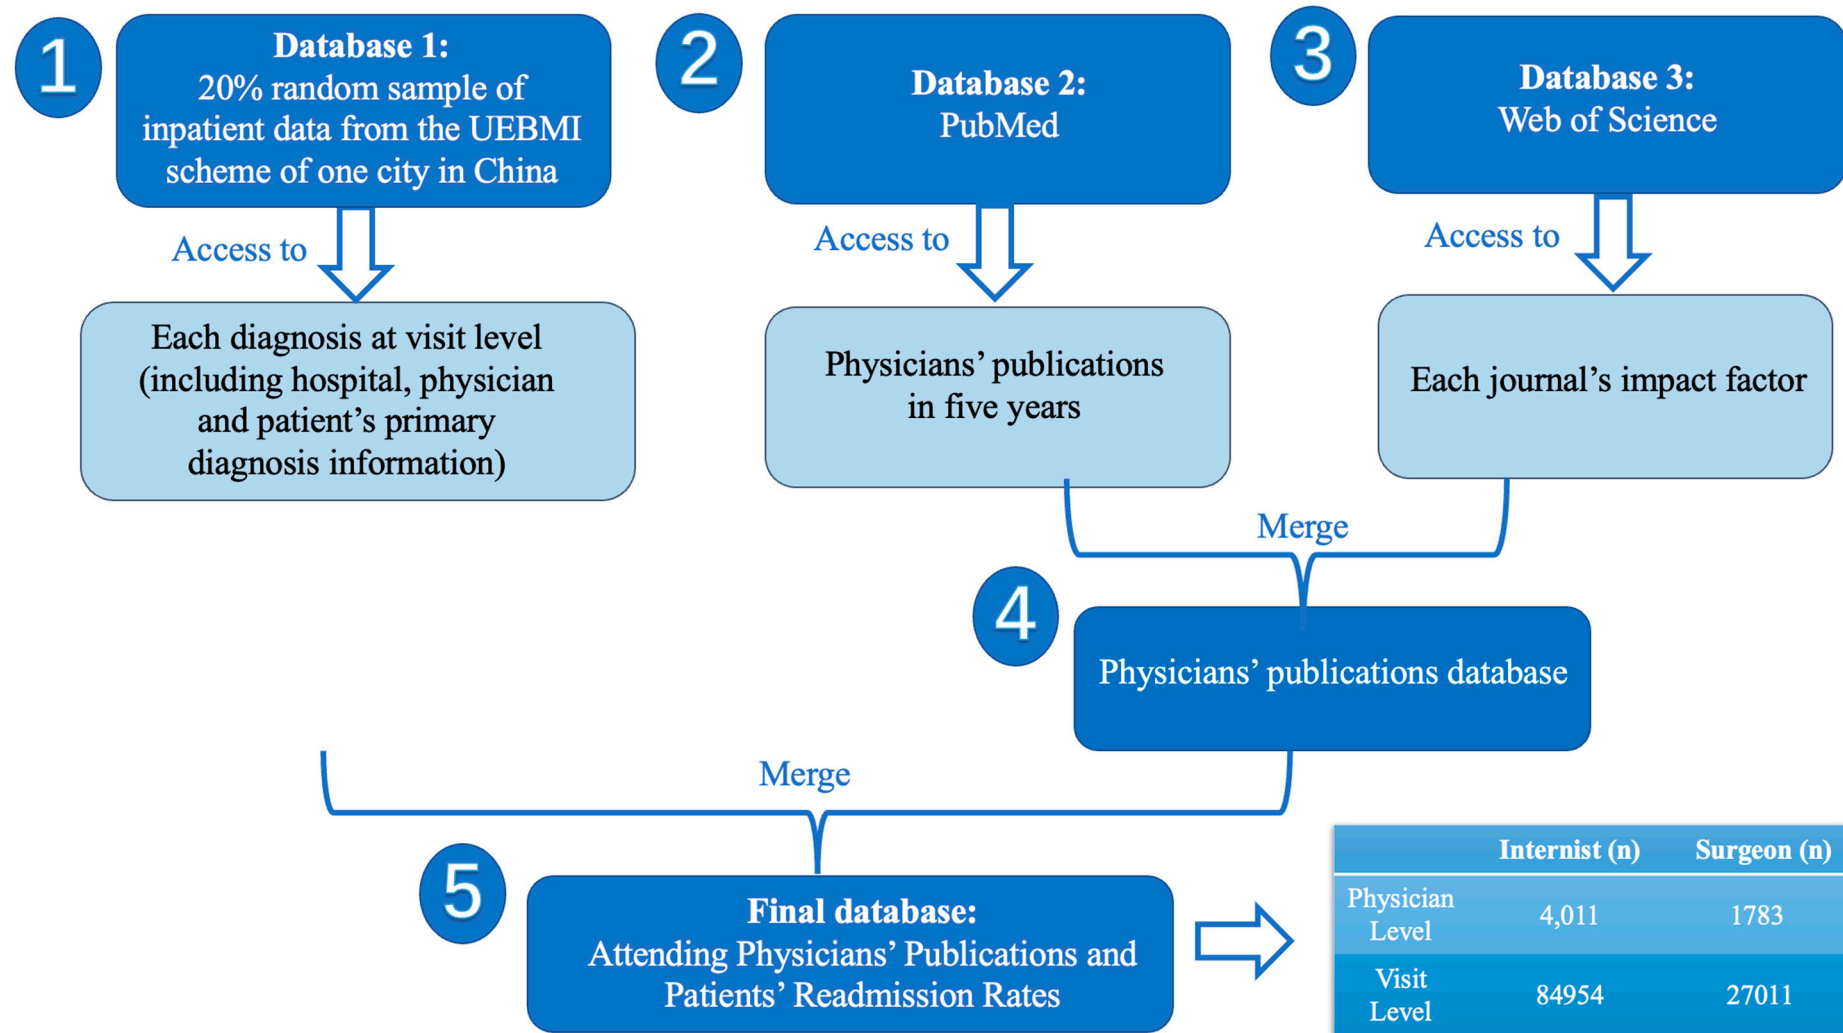 1
Database 1:
20% random sample of
inpatient data from the UEBMI
scheme of one city in China
2
Database 2:
PubMed
3
Database 3:
Web of Science
Access to
Access to
Access to
Each diagnosis at visit level
(including hospital, physician
and patient’s primary
diagnosis information)
Physicians’ publications
in five years
Each journal’s impact factor
Merge
4
Physicians’ publications database
Merge
5
Final database:
Attending Physicians’ Publications and
Patients’ Readmission Rates
Internist (n) Surgeon (n)
Physician
Level
4,011 1783
Visit
Level
84954 27011